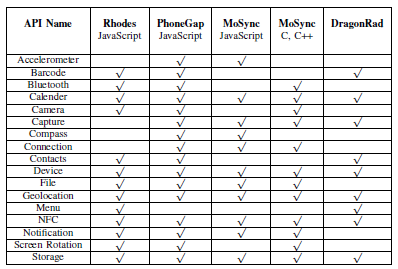 API Name Rhodes PhoneGap MoSync MoSync DragonRad
JavaScript JavaScript JavaScript C, C++
Accelerometer √ √
Barcode √ √ √
Bluetooth √ √ √
Calender √ √ √ √ √
Camera √ √ √
Capture √ √ √ √
Compass √ √
Connection √ √ √
Contacts √ √ √
Device √ √ √ √ √
File √ √ √ √
Geolocation √ √ √ √ √
Menu √ √
NFC √ √ √ √ √
Notification √ √ √ √
Screen Rotation √ √ √
Storage √ √ √ √ √